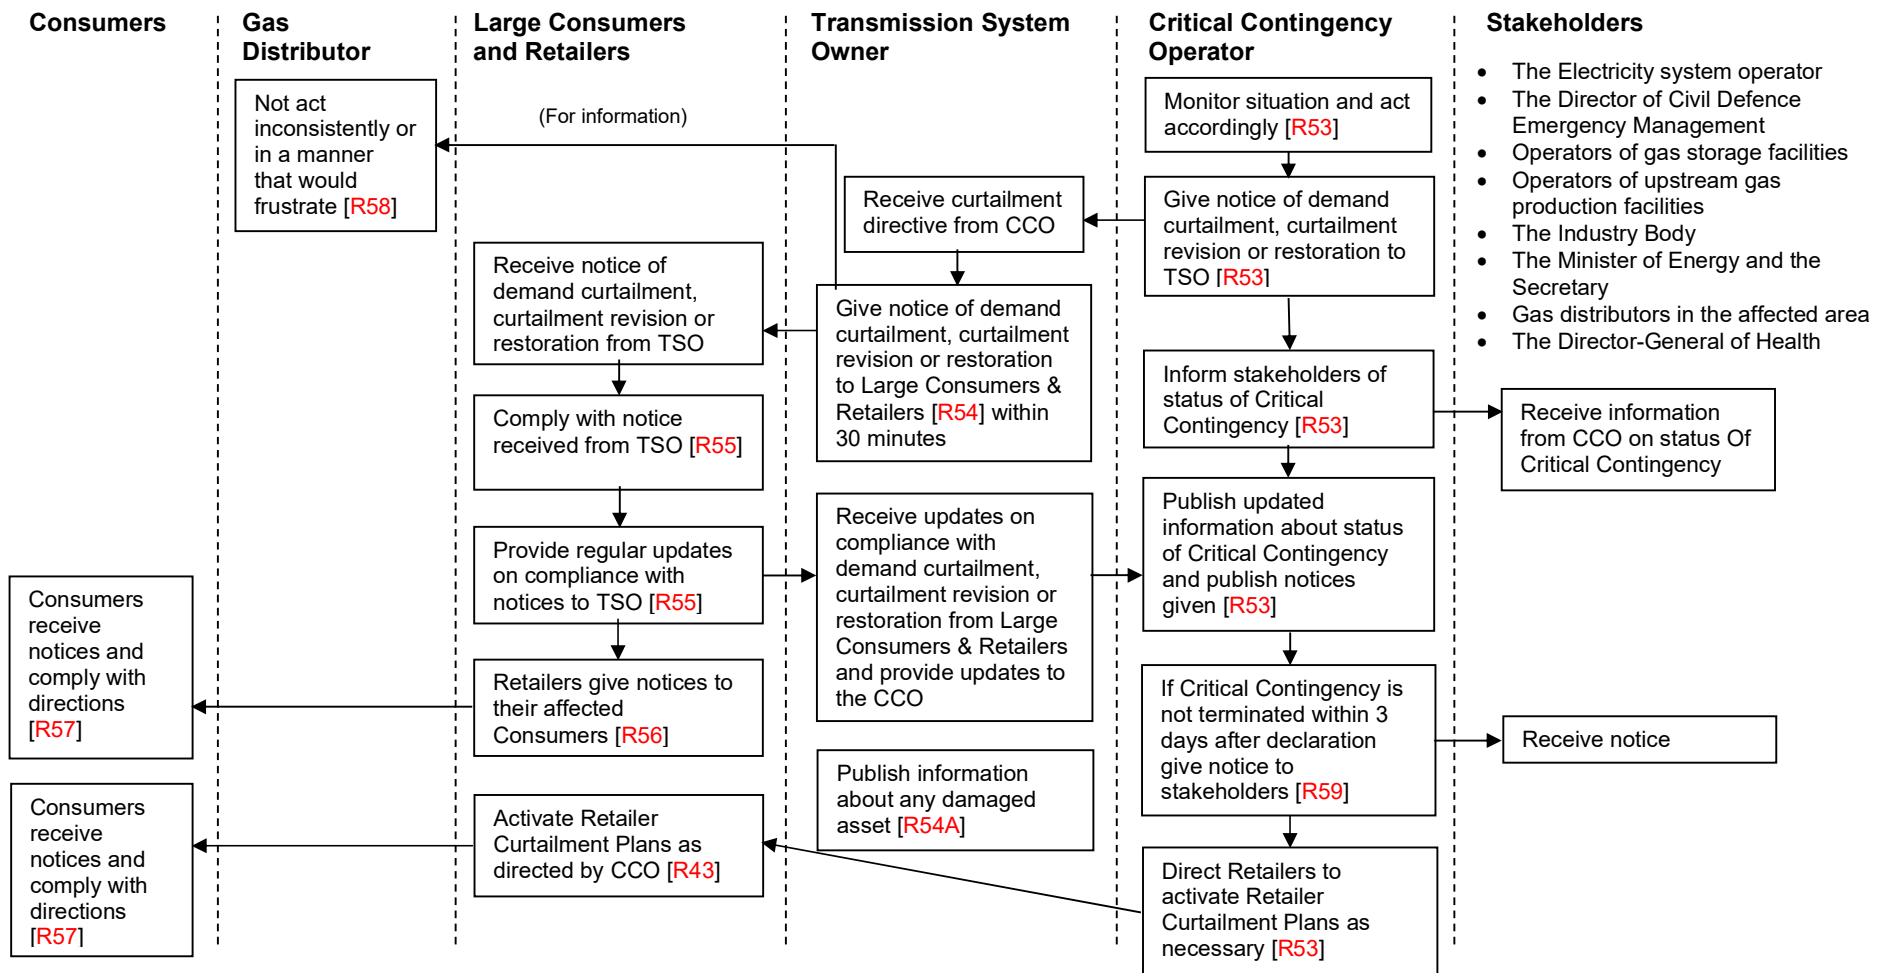 Consumers
Gas
Distributor
Large Consumers
and Retailers
Transmission System
Owner
Critical Contingency
Operator
Stakeholders
• The Electricity system operator
• The Director of Civil Defence
Emergency Management
• Operators of gas storage facilities
• Operators of upstream gas
production facilities
• The Industry Body
• The Minister of Energy and the
Secretary
• Gas distributors in the affected area
• The Director-General of Health
Not act
inconsistently or
in a manner
that would
frustrate [R58]
(For information)
Monitor situation and act
accordingly [R53]
Receive curtailment
directive from CCO
Give notice of demand
curtailment, curtailment
revision or restoration to
TSO [R53]
Receive notice of
demand curtailment,
curtailment revision or
restoration from TSO
Give notice of demand
curtailment, curtailment
revision or restoration
to Large Consumers &
Retailers [R54] within
30 minutes
Inform stakeholders of
status of Critical
Contingency [R53]
Receive information
from CCO on status Of
Critical Contingency
Comply with notice
received from TSO [R55]
Provide regular updates
on compliance with
notices to TSO [R55]
Receive updates on
compliance with
demand curtailment,
curtailment revision or
restoration from Large
Consumers & Retailers
and provide updates to
the CCO
Publish updated
information about status
of Critical Contingency
and publish notices
given [R53]
Consumers
receive
notices and
comply with
directions
[R57]
Retailers give notices to
their affected
Consumers [R56]
If Critical Contingency is
not terminated within 3
days after declaration
give notice to
stakeholders [R59]
Receive notice
Publish information
about any damaged
asset [R54A]
Consumers
receive
notices and
comply with
directions
[R57]
Activate Retailer
Curtailment Plans as
directed by CCO [R43]
Direct Retailers to
activate Retailer
Curtailment Plans as
necessary [R53]